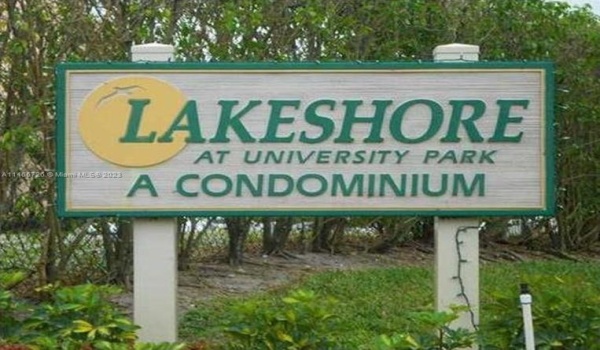 LAKESHORE
AT UNIVERSITY PARK
A CONDOMINIUM